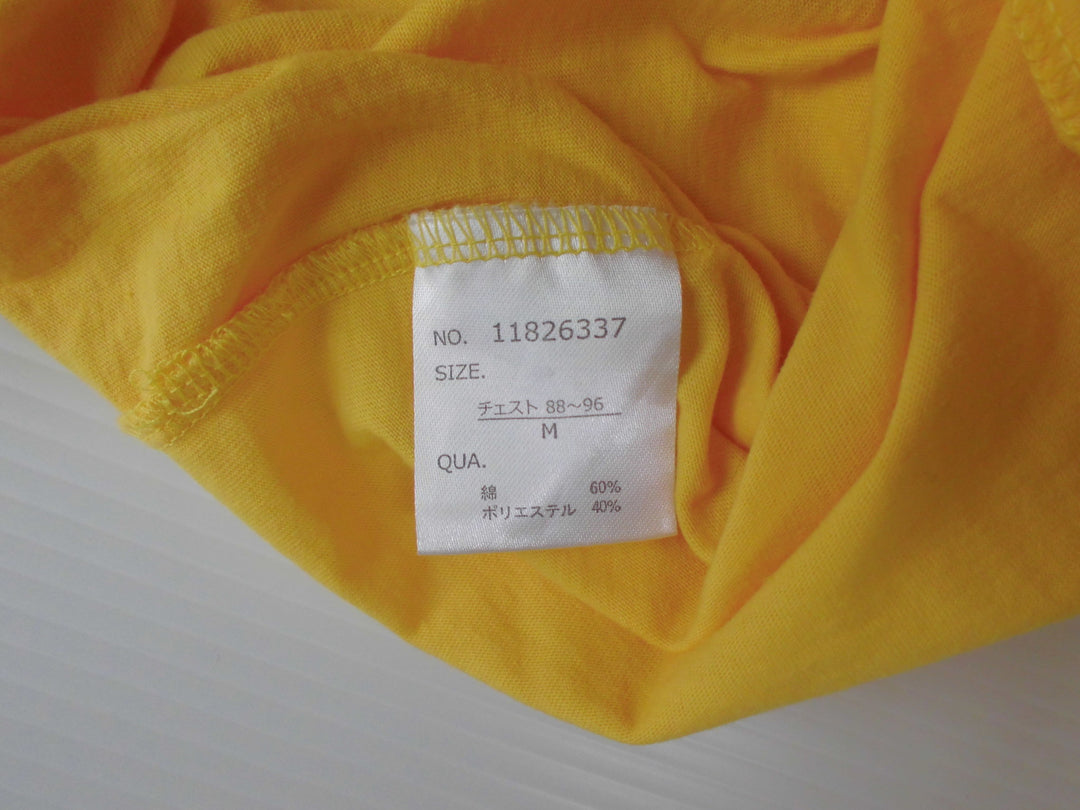 NO. 11826337
SIZE.
チェスト 88〜96
M
QUA.
綿 60%
ポリエステル 40%